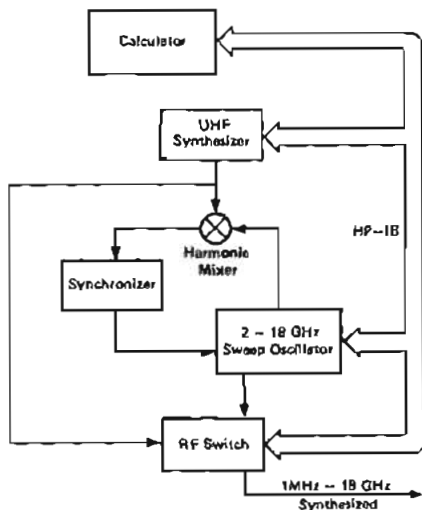 Calculator
UHF
Synthesizer
HP-IB
Harmonic
Mixer
Synchronizer
2 - 18 GHz
Sweep Oscillator
RF Switch
1MHz - 18 GHz
Synthesized